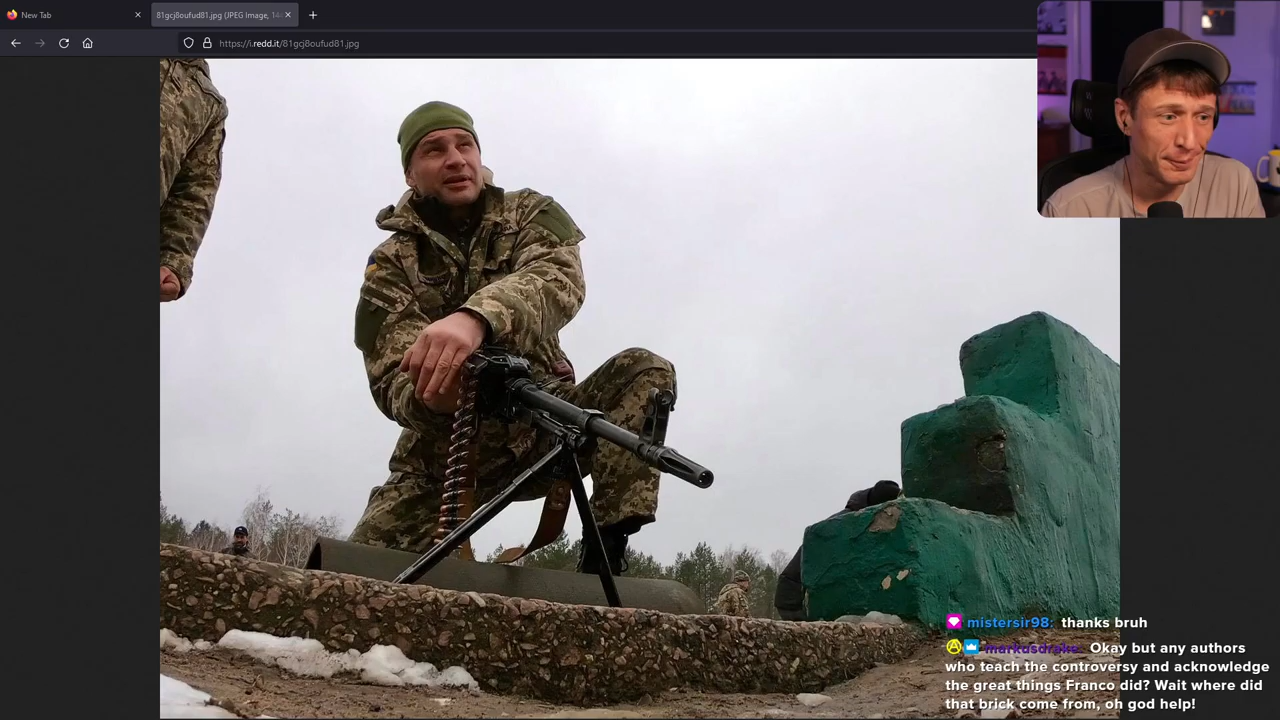 New Tab
81gcj8oufud81.jpg (JPEG Image, 14
https://i.redd.it/81gcj8oufud81.jpg
mistersir98: thanks bruh
markusdrake Okay but any authors
who teach the controversy and acknowledge
the great things Franco did? Wait where did
that brick come from, oh god help!